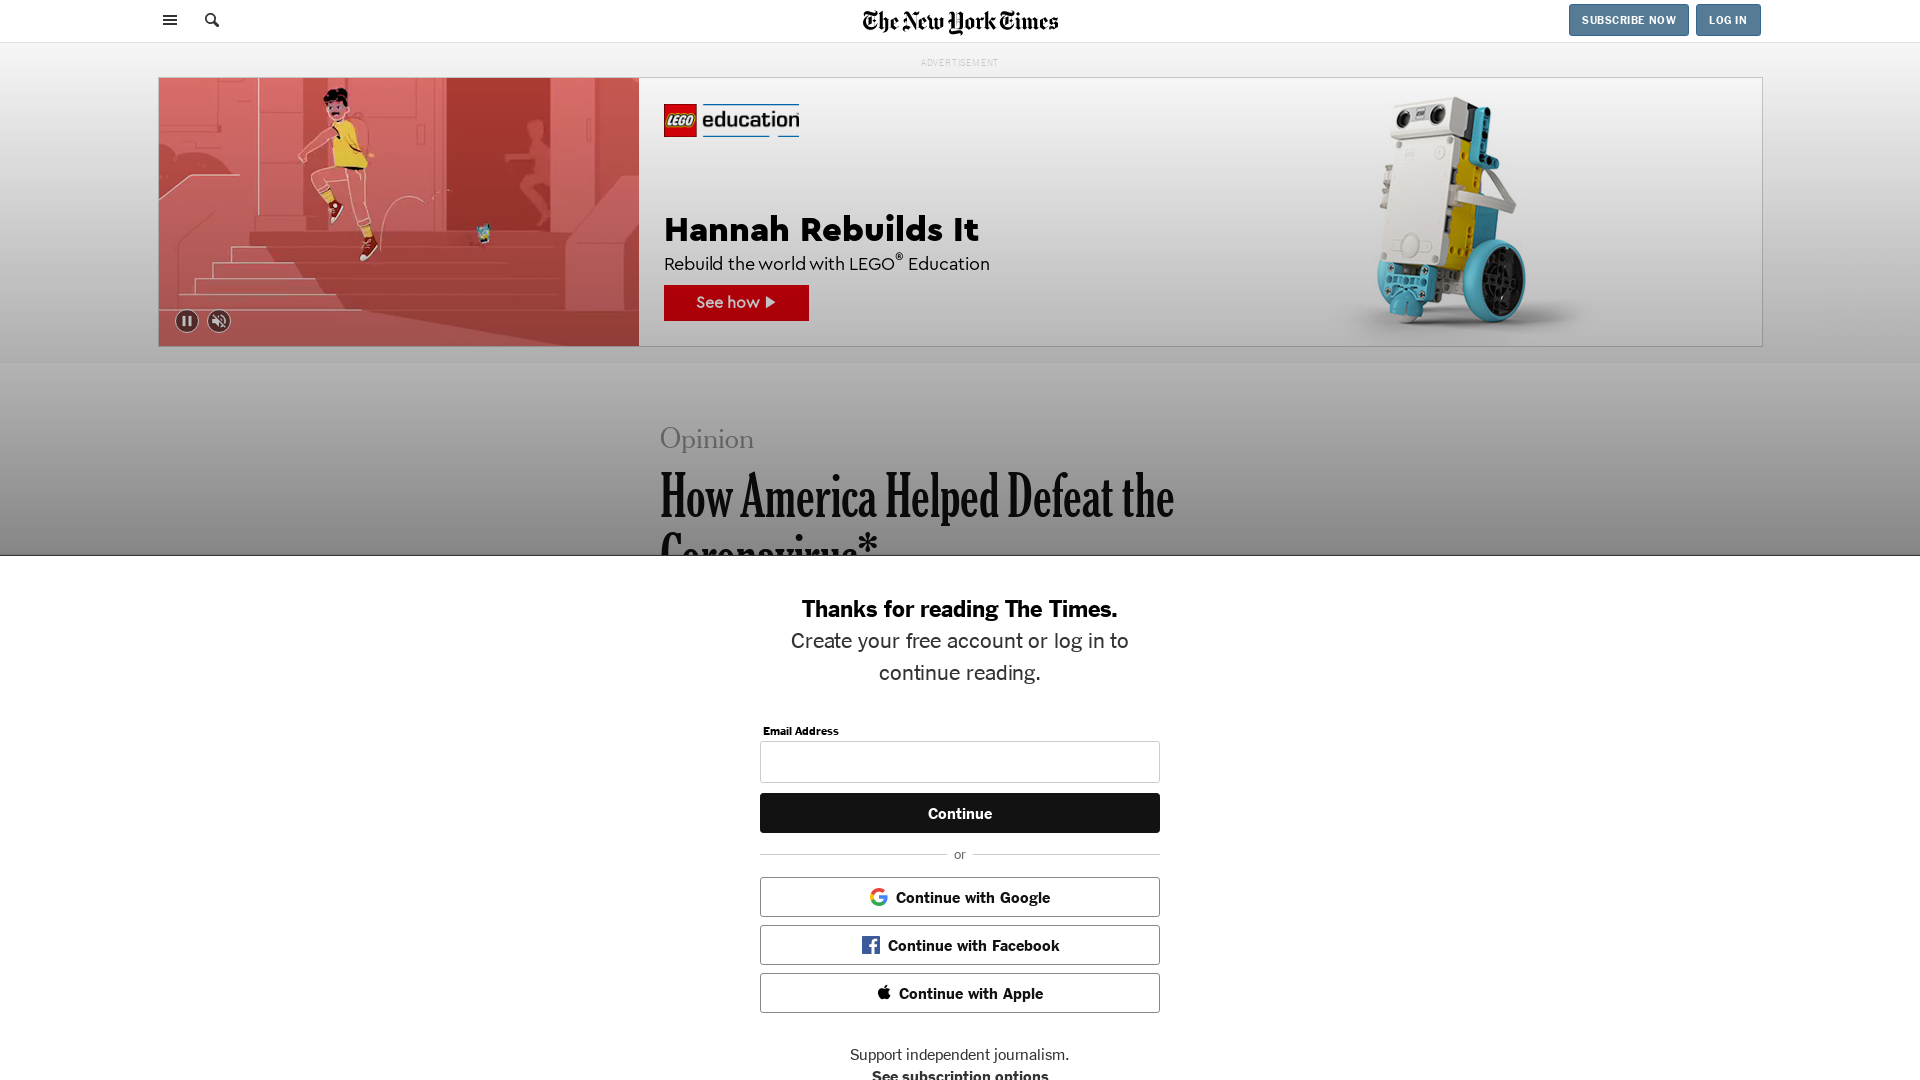 The New York Times
SUBSCRIBE NOW
LOG IN
ADVERTISEMENT
LEGO education
Hannah Rebuilds It
Rebuild the world with LEGO® Education
See how
Opinion
How America Helped Defeat the
Coronavirus*
Thanks for reading The Times.
Create your free account or log in to
continue reading.
Email Address
Continue
or
Continue with Google
Continue with Facebook
Continue with Apple
Support independent journalism.
See subscription options